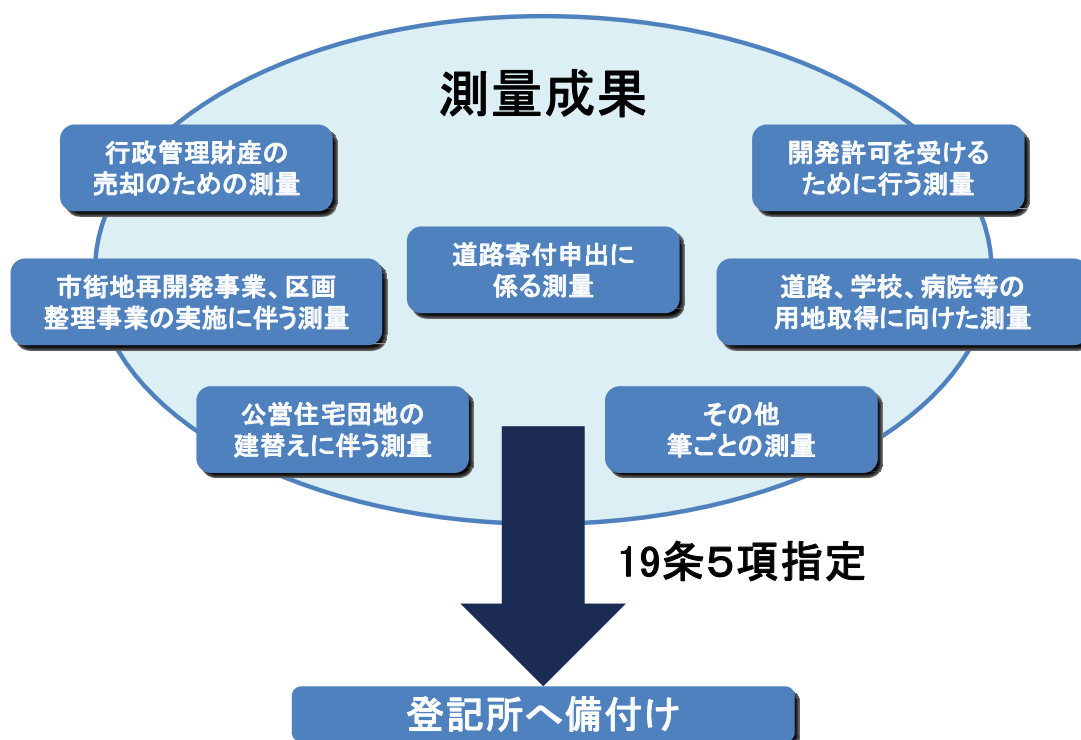 測量成果
行政管理財産の
売却のための測量
開発許可を受ける
ために行う測量
道路寄付申出に
係る測量
市街地再開発事業、区画
整理事業の実施に伴う測量
道路、学校、病院等の
用地取得に向けた測量
公営住宅団地の
建替えに伴う測量
その他
筆ごとの測量
19条5項指定
登記所へ備付け